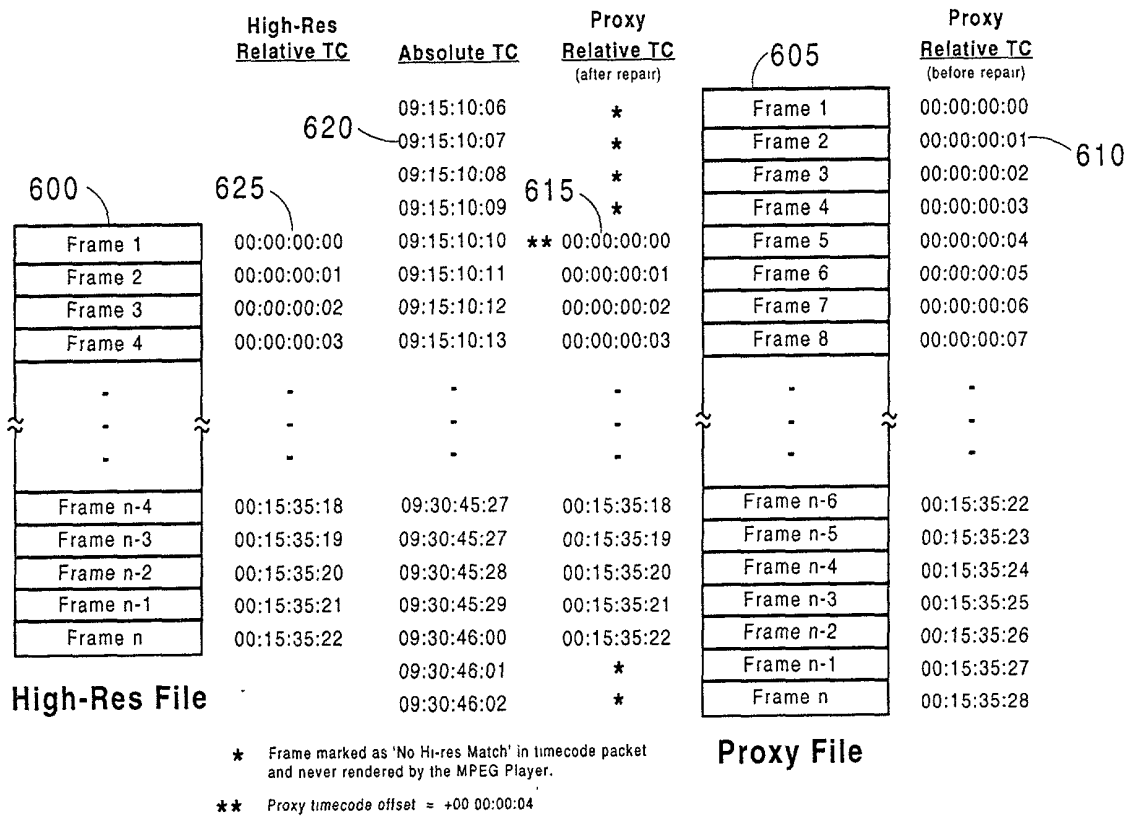 High-Res Relative TC Absolute TC Proxy Relative TC (after repair) Proxy Relative TC (before repair)
605
09:15:10:06 * Frame 1 00:00:00:00
620 09:15:10:07 * Frame 2 00:00:00:01 610
09:15:10:08 * Frame 3 00:00:00:02
600 625 09:15:10:09 615 * Frame 4 00:00:00:03
Frame 1 00:00:00:00 09:15:10:10 ** 00:00:00:00 Frame 5 00:00:00:04
Frame 2 00:00:00:01 09:15:10:11 00:00:00:01 Frame 6 00:00:00:05
Frame 3 00:00:00:02 09:15:10:12 00:00:00:02 Frame 7 00:00:00:06
Frame 4 00:00:00:03 09:15:10:13 00:00:00:03 Frame 8 00:00:00:07
Frame n-4 00:15:35:18 09:30:45:27 00:15:35:18 Frame n-6 00:15:35:22
Frame n-3 00:15:35:19 09:30:45:27 00:15:35:19 Frame n-5 00:15:35:23
Frame n-2 00:15:35:20 09:30:45:28 00:15:35:20 Frame n-4 00:15:35:24
Frame n-1 00:15:35:21 09:30:45:29 00:15:35:21 Frame n-3 00:15:35:25
Frame n 00:15:35:22 09:30:46:00 00:15:35:22 Frame n-2 00:15:35:26
09:30:46:01 * Frame n-1 00:15:35:27
09:30:46:02 * Frame n 00:15:35:28
High-Res File
Proxy File
* Frame marked as 'No Hi-res Match' in timecode packet
and never rendered by the MPEG Player.
** Proxy timecode offset = +00 00:00:04